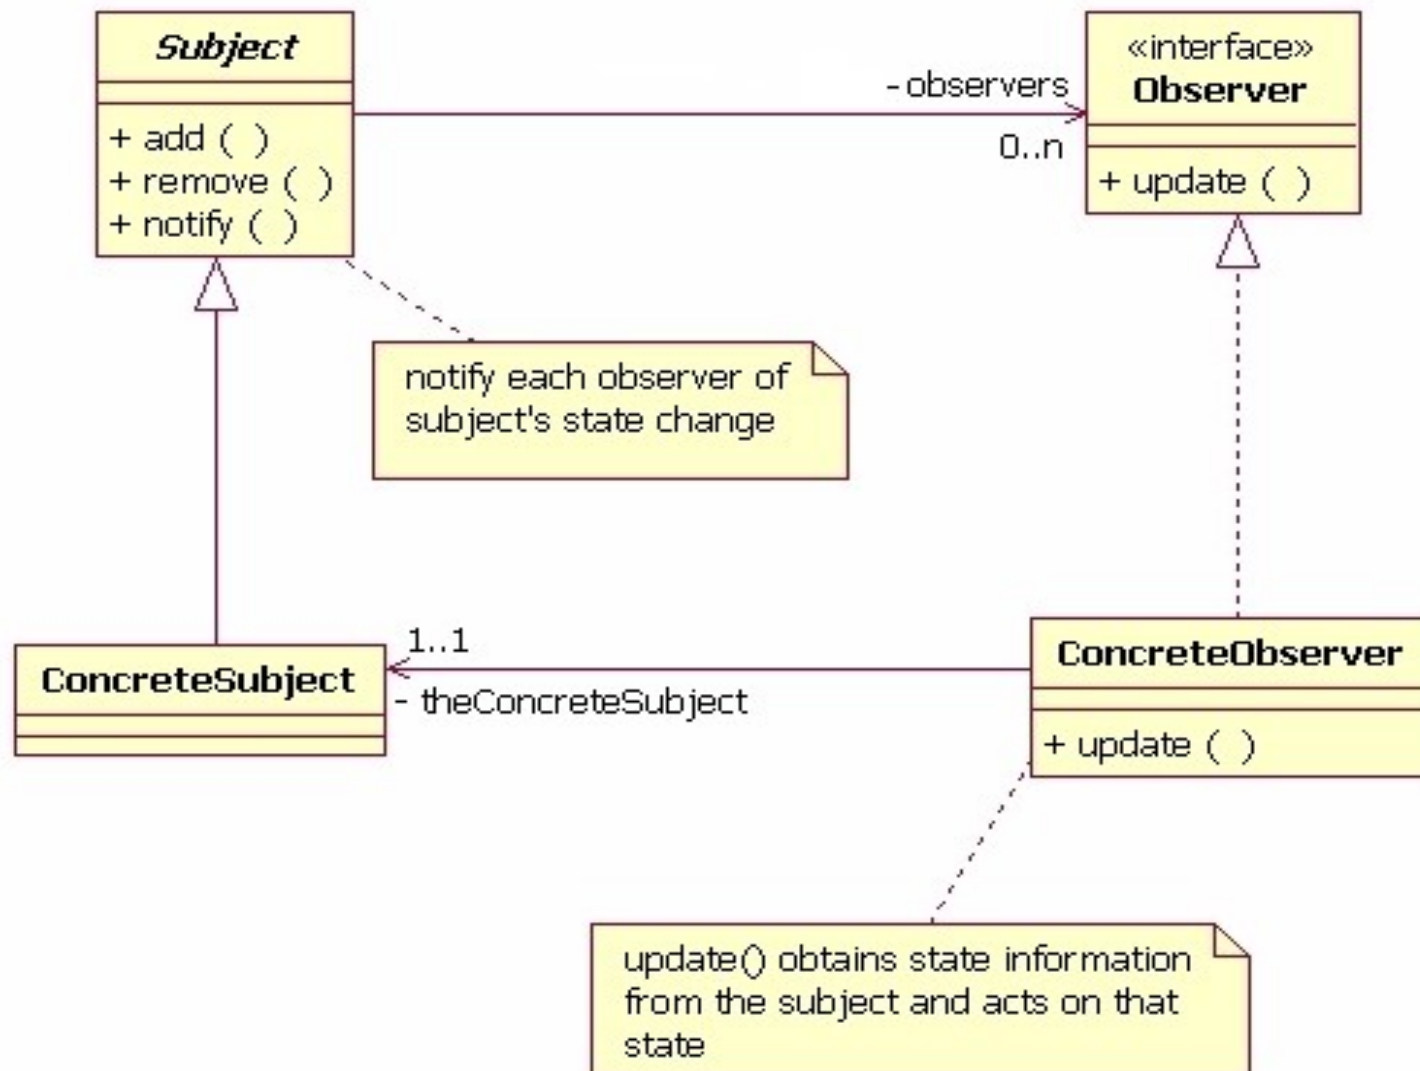 Subject
+ add ( )
+ remove ( )
+ notify ( )
-observers
0..n
«interface»
Observer
+ update ( )
notify each observer of
subject's state change
ConcreteSubject
1..1
- theConcreteSubject
ConcreteObserver
+ update ( )
update() obtains state information
from the subject and acts on that
state